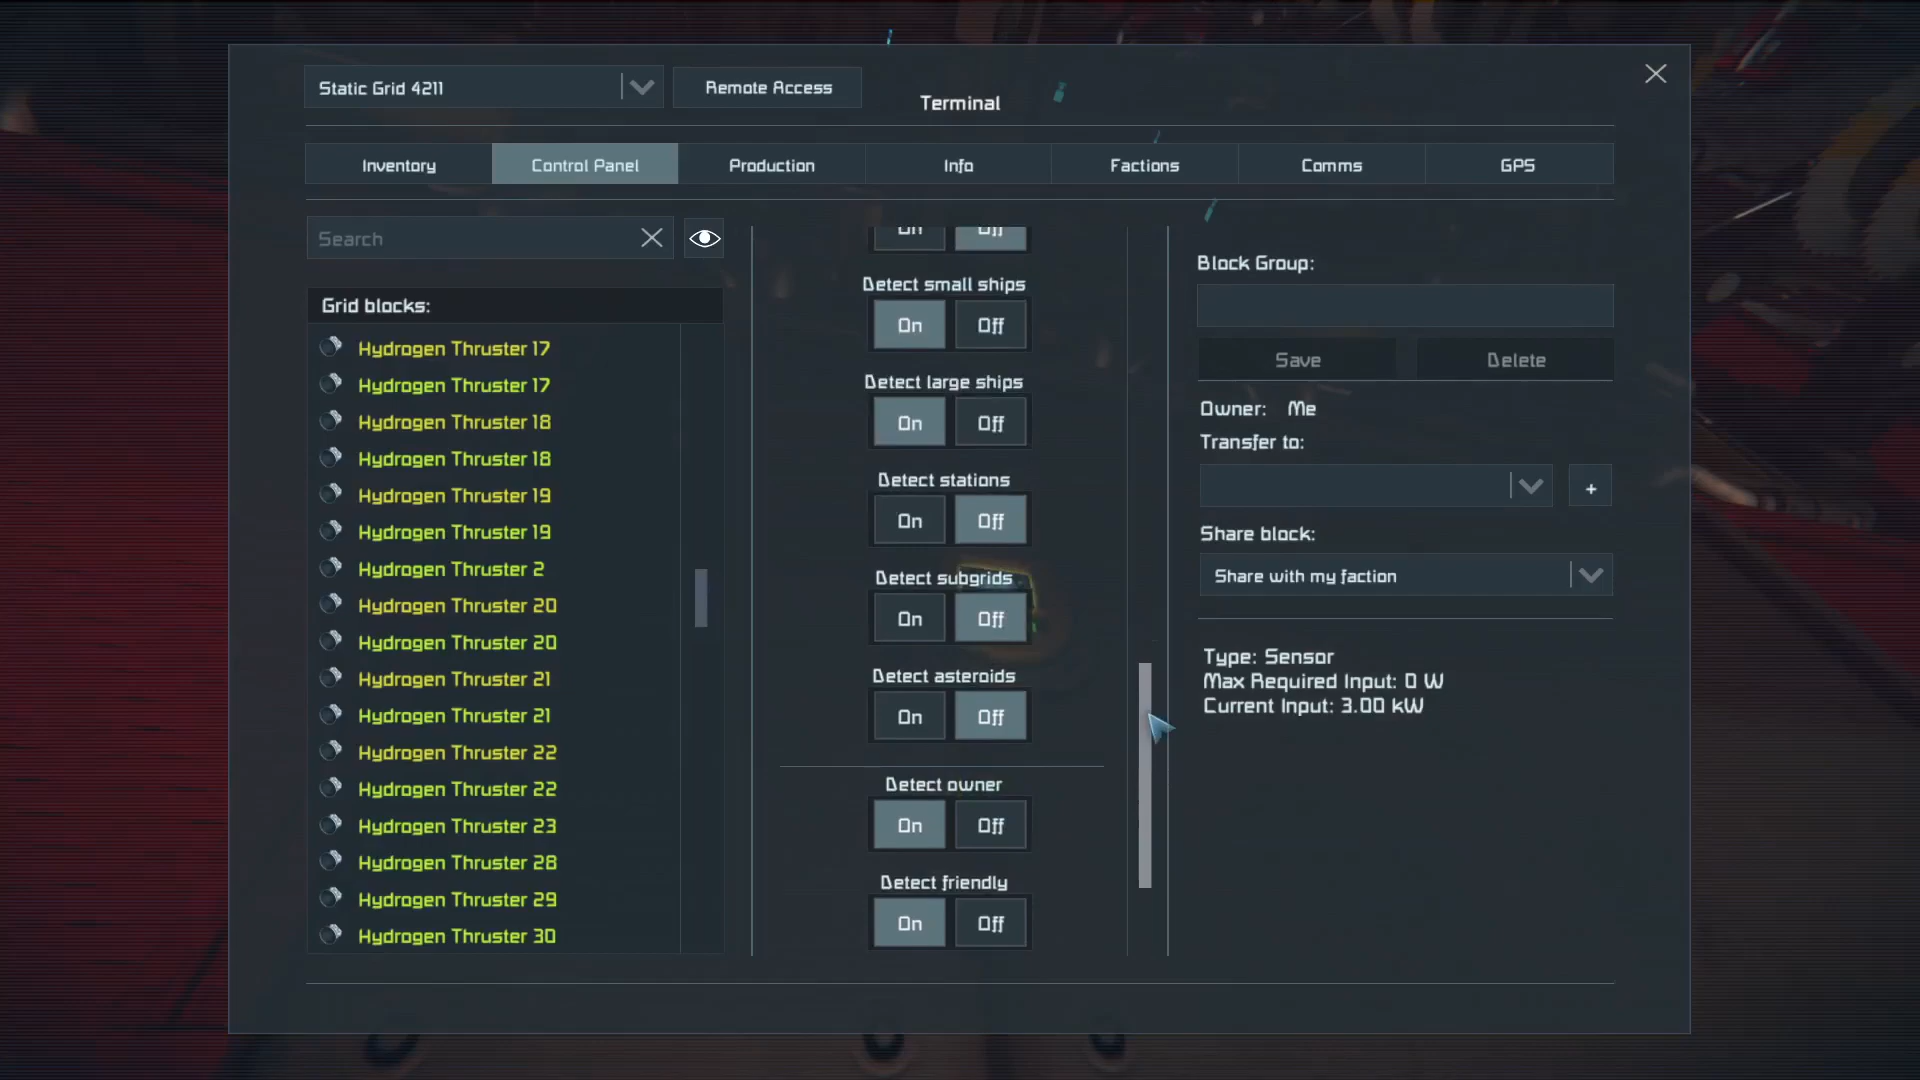 Static Grid 4211
Remote Access
Terminal
Inventory
Control Panel
Production
Info
Factions
Comms
GPS
Search
Grid blocks:
Hydrogen Thruster 17
Hydrogen Thruster 17
Hydrogen Thruster 18
Hydrogen Thruster 18
Hydrogen Thruster 19
Hydrogen Thruster 19
Hydrogen Thruster 2
Hydrogen Thruster 20
Hydrogen Thruster 20
Hydrogen Thruster 21
Hydrogen Thruster 21
Hydrogen Thruster 22
Hydrogen Thruster 22
Hydrogen Thruster 23
Hydrogen Thruster 28
Hydrogen Thruster 29
Hydrogen Thruster 30
On Off
Detect small ships
On Off
Detect large ships
On Off
Detect stations
On Off
Detect subgrids
On Off
Detect asteroids
On Off
Detect owner
On Off
Detect friendly
On Off
Block Group:
Save
Delete
Owner: Me
Transfer to:
+
Share block:
Share with my faction
Type: Sensor
Max Required Input: 0 W
Current Input: 3.00 kW